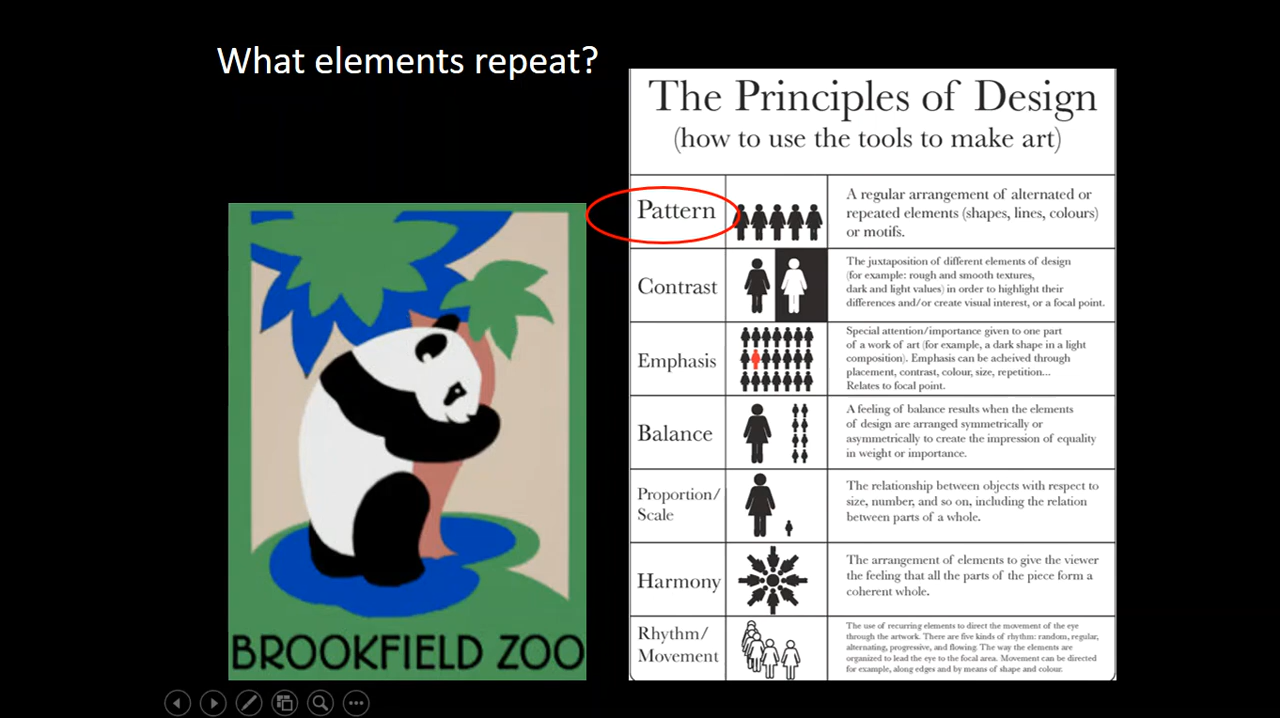 What elements repeat?
The Principles of Design
(how to use the tools to make art)
Pattern
A regular arrangement of alternated or
repeated elements (shapes, lines, colours)
or motifs.
Contrast
The juxtaposition of different elements of design
(for example: rough and smooth textures,
dark and light values) in order to highlight their
differences and/or create visual interest, or a focal point.
Emphasis
Special attention/importance given to one part
of a work of art (for example, a dark shape in a light
composition). Emphasis can be acheived through
placement, contrast, colour, size, repetition...
Relates to focal point.
Balance
A feeling of balance results when the elements
of design are arranged symmetrically or
asymmetrically to create the impression of equality
in weight or importance.
Proportion/
Scale
The relationship between objects with respect to
size, number, and so on, including the relation
between parts of a whole.
Harmony
The arrangement of elements to give the viewer
the feeling that all the parts of the piece form a
coherent whole.
Rhythm/
Movement
The use of recurring elements to direct the movement of the eye
through the artwork. There are five kinds of rhythm: random, regular,
alternating, progressive, and flowing. The way the elements are
organized to lead the eye to the focal area. Movement can be directed
for example, along edges and by means of shape and colour.
BROOKFIELD ZOO